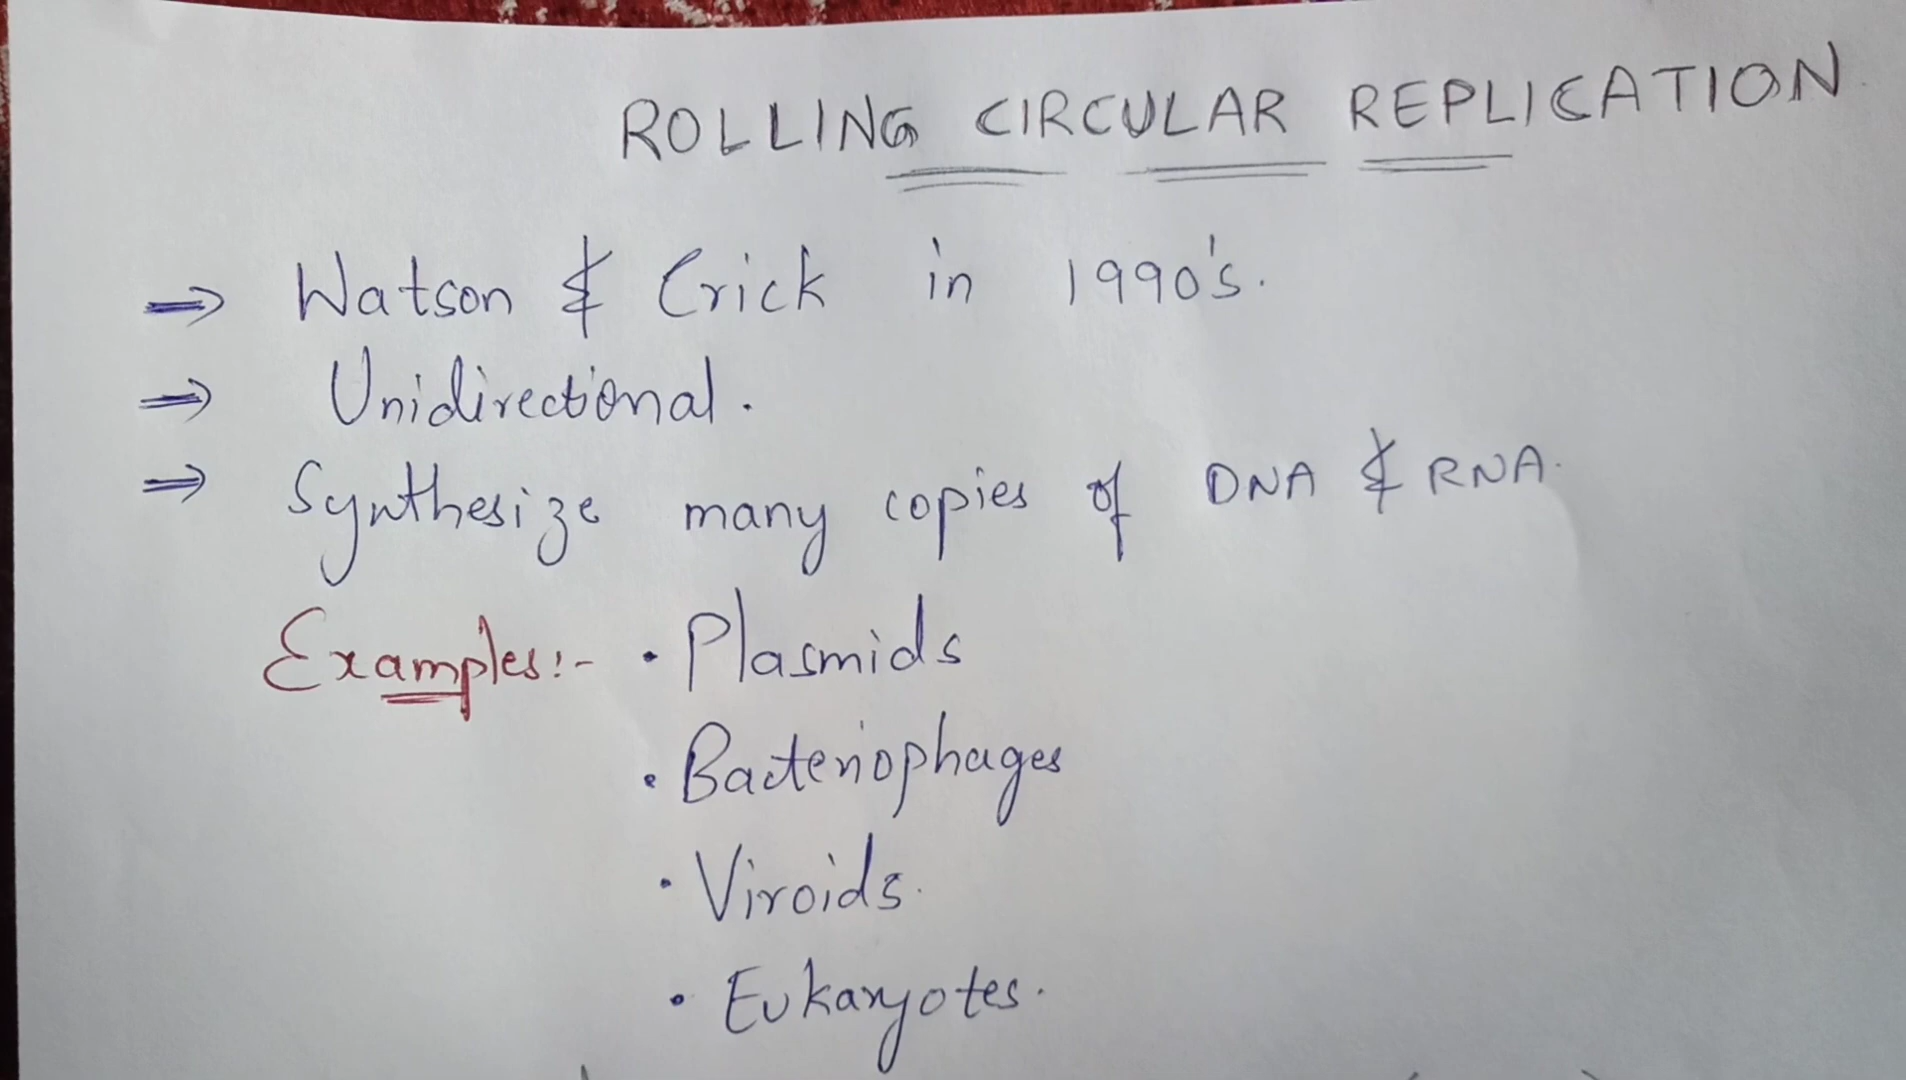 ROLLING CIRCULAR REPLICATION
⇒ Watson & Crick in 1990's.
⇒ Unidirectional.
⇒ Synthesize many copies of DNA & RNA.
Examples:- • Plasmids
• Bacteriophages
• Viroids.
• Eukaryotes.